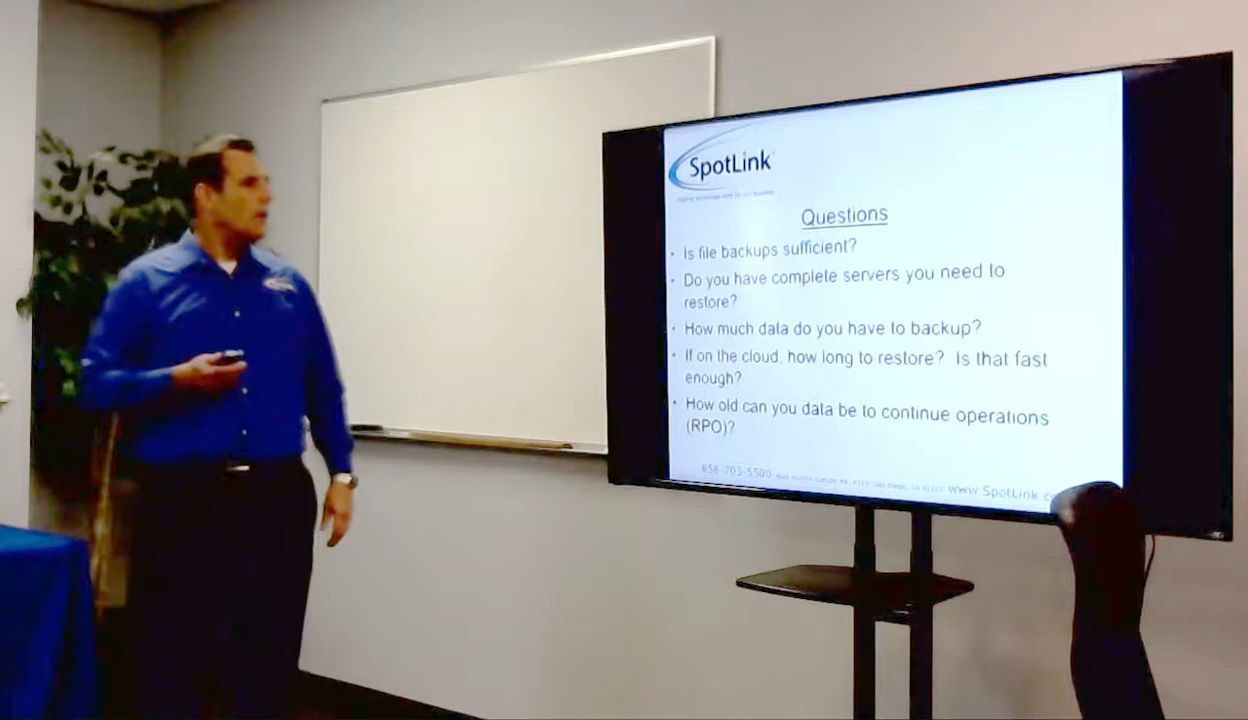 SpotLink
Questions
• Is file backups sufficient?
• Do you have complete servers you need to
restore?
• How much data do you have to backup?
• If on the cloud, how long to restore? Is that fast
enough?
• How old can you data be to continue operations
(RPO)?
858-703-5500 www SpotLink